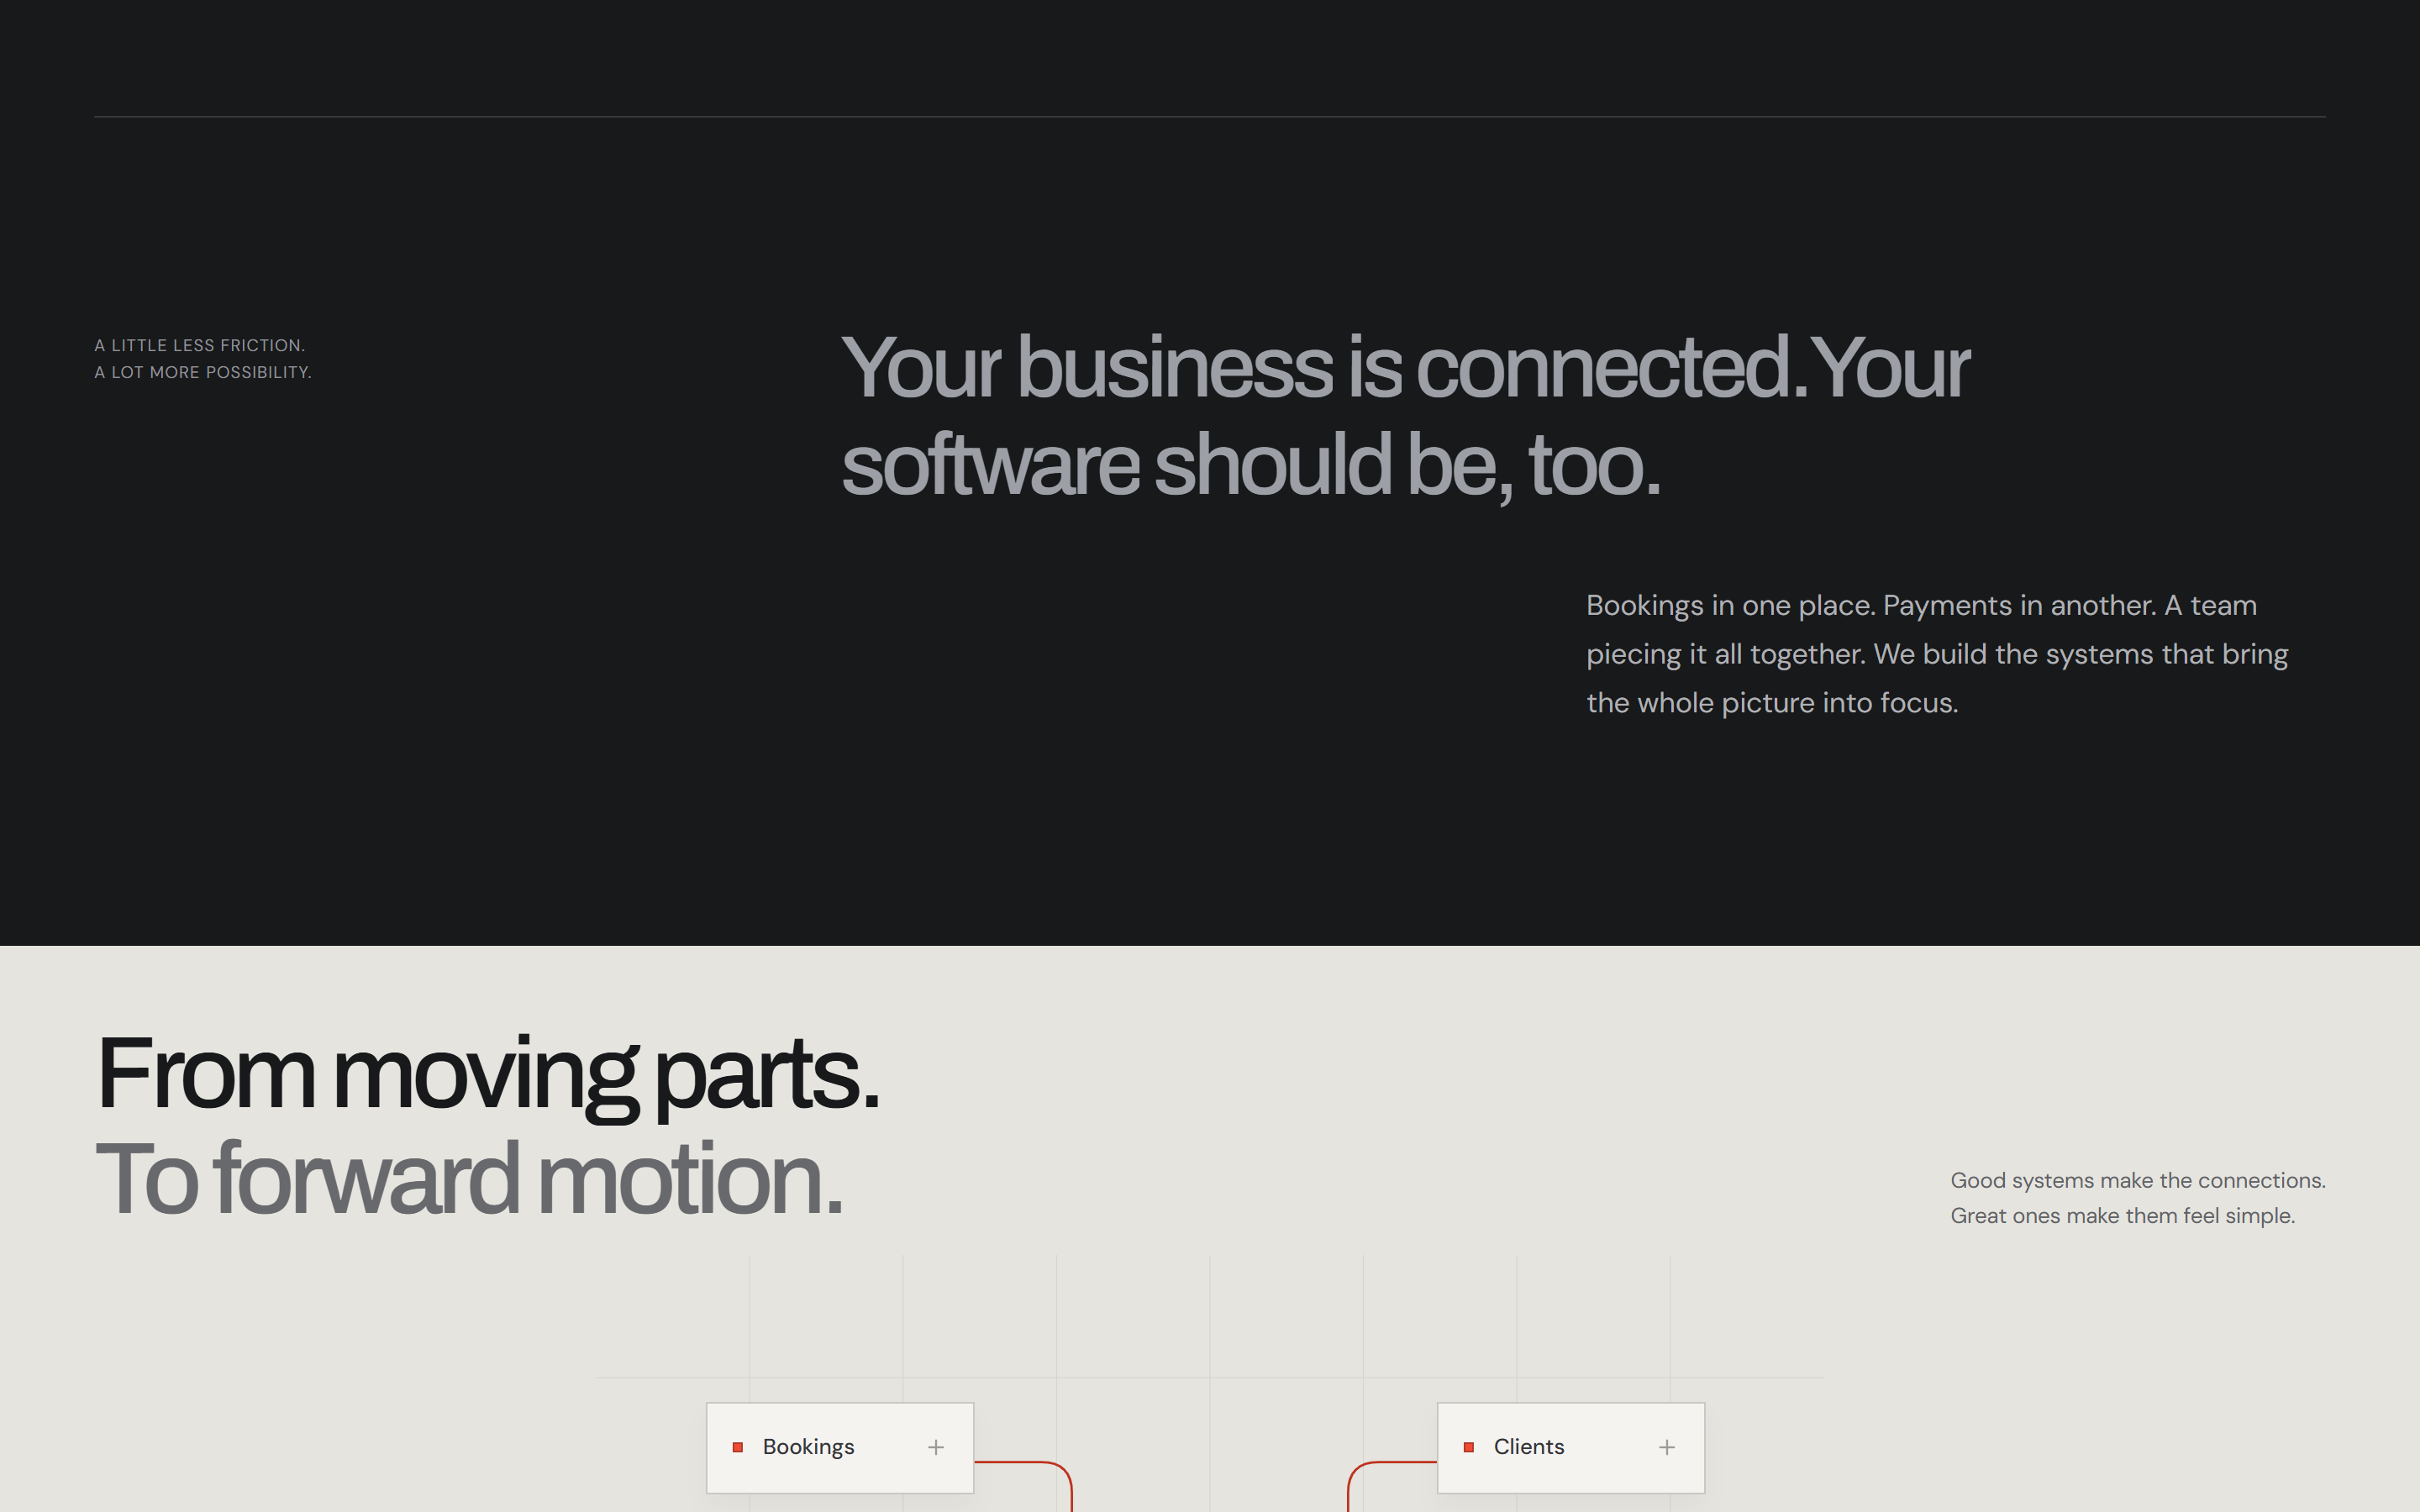 A LITTLE LESS FRICTION.
A LOT MORE POSSIBILITY.
Your business is connected. Your
software should be, too.
Bookings in one place. Payments in another. A team
piecing it all together. We build the systems that bring
the whole picture into focus.
From moving parts.
To forward motion.
Good systems make the connections.
Great ones make them feel simple.
Bookings +
Clients +